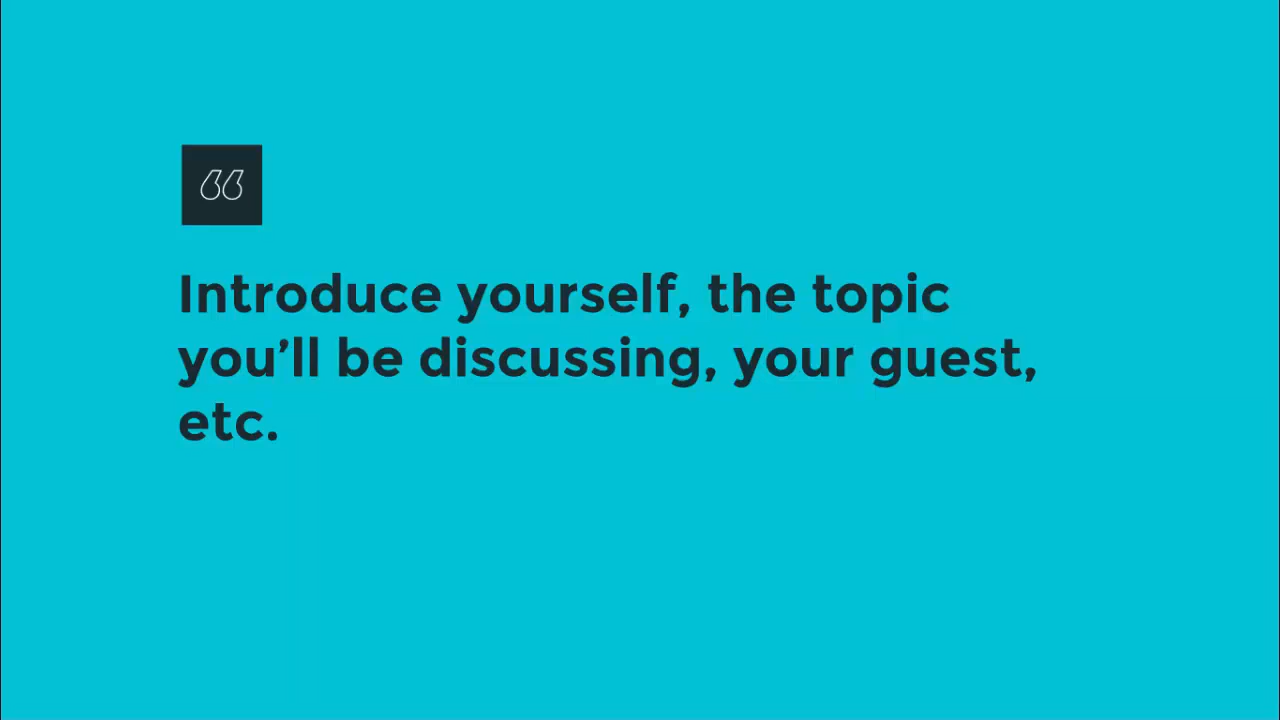 “
Introduce yourself, the topic
you’ll be discussing, your guest,
etc.